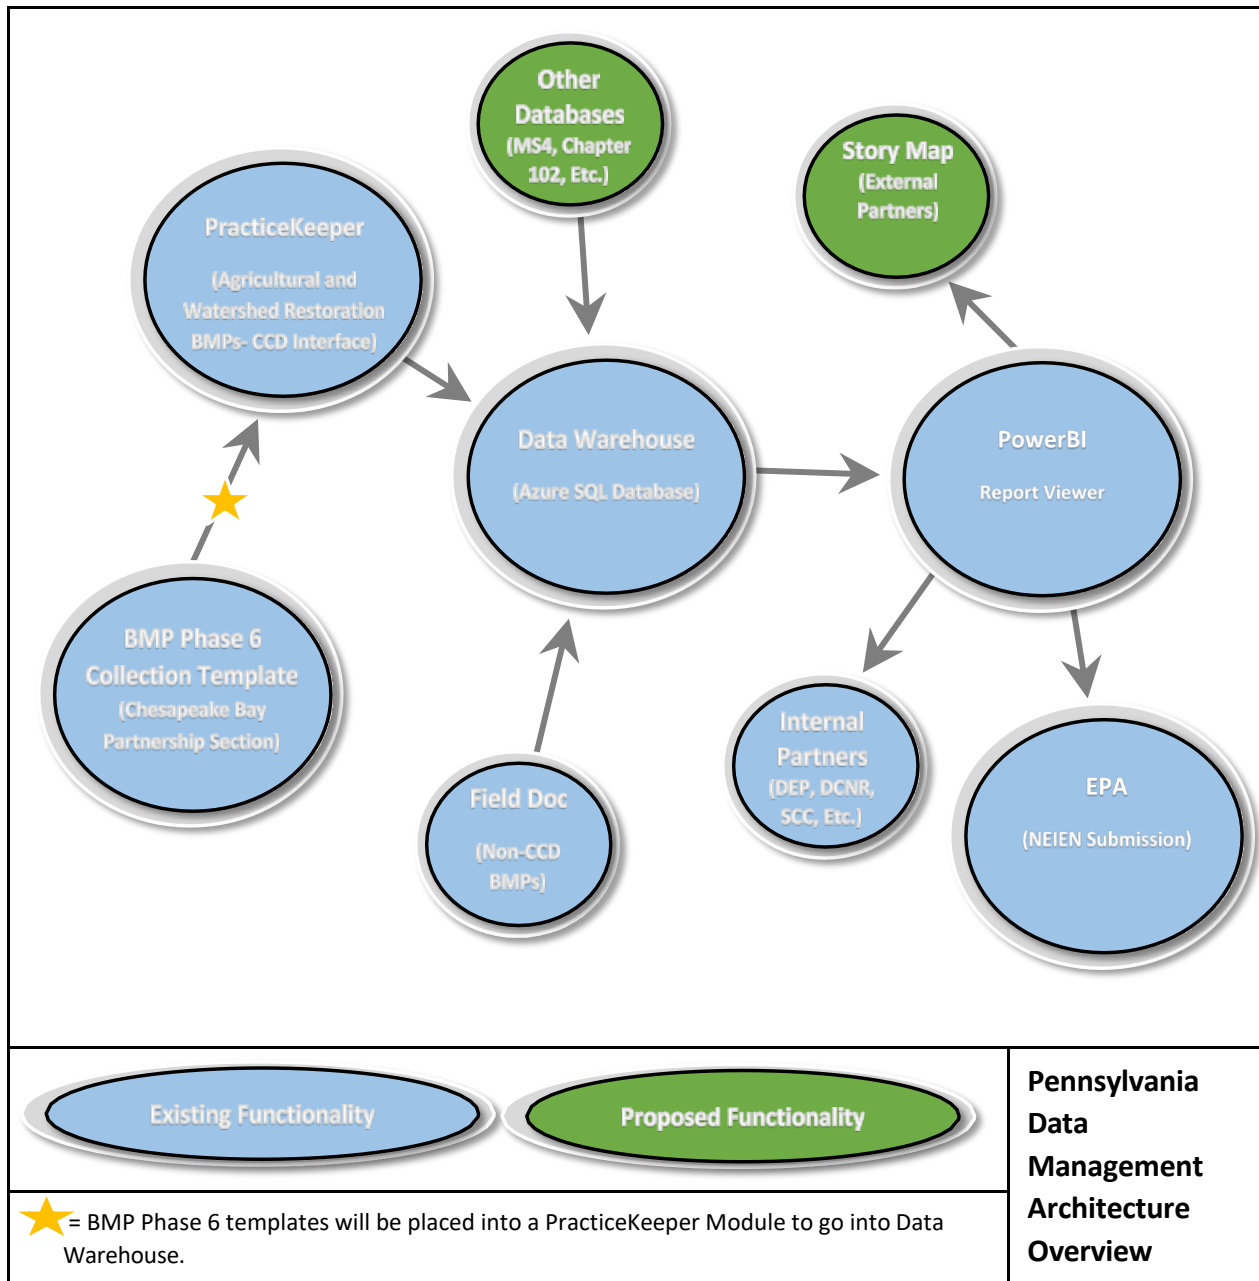 Other
Databases
(MS4, Chapter
102, Etc.)
Story Map
(External
Partners)
PracticeKeeper
(Agricultural and
Watershed Restoration
BMPs- CCD Interface)
Data Warehouse
(Azure SQL Database)
PowerBI
Report Viewer
BMP Phase 6
Collection Template
(Chesapeake Bay
Partnership Section)
Field Doc
(Non-CCD
BMPs)
Internal
Partners
(DEP, DCNR,
SCC, Etc.)
EPA
(NEIEN Submission)
Existing Functionality
Proposed Functionality
= BMP Phase 6 templates will be placed into a PracticeKeeper Module to go into Data
Warehouse.
Pennsylvania
Data
Management
Architecture
Overview